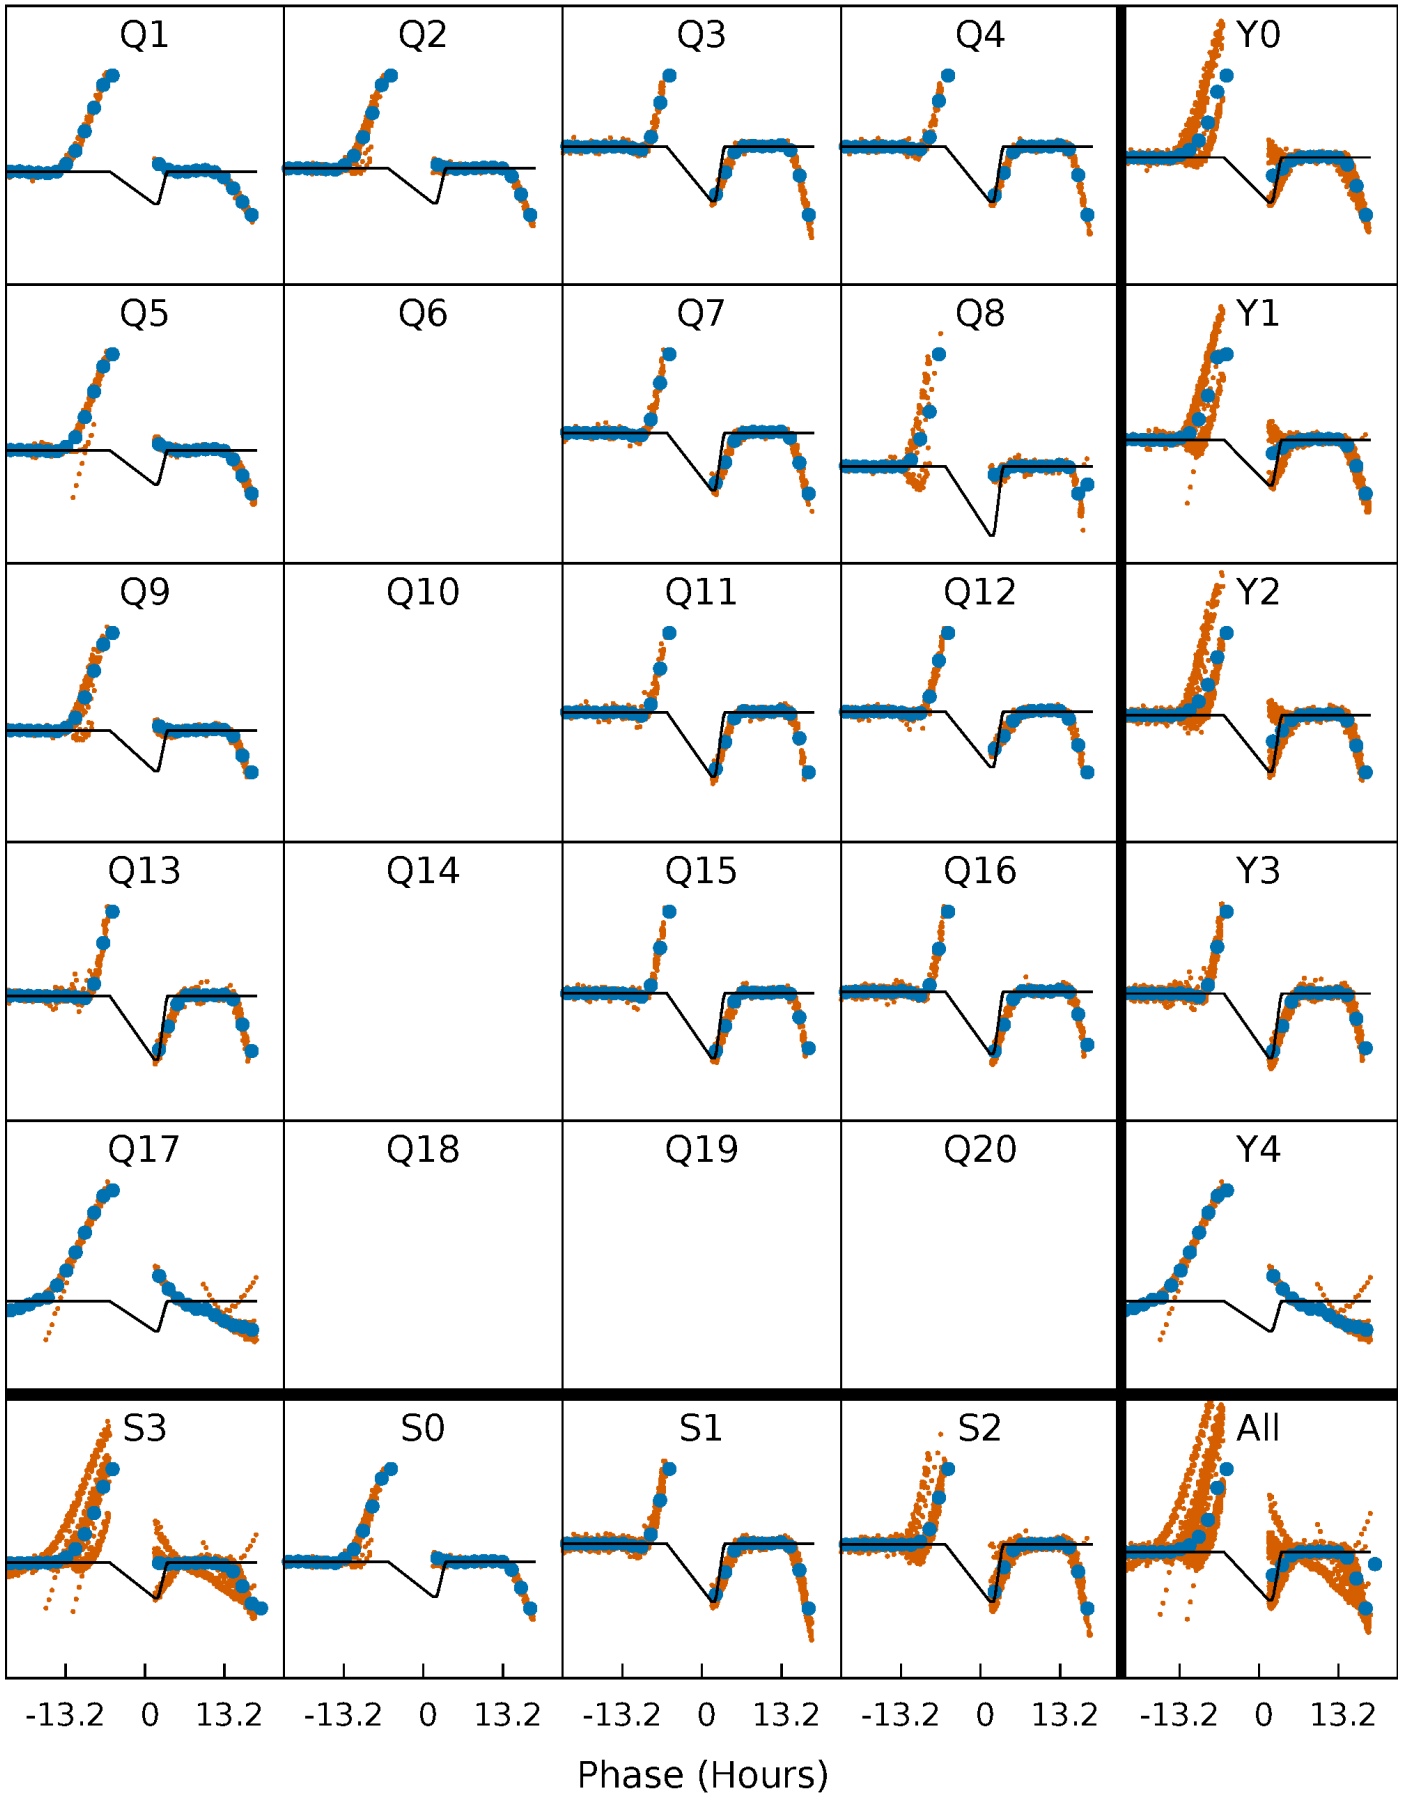 Q1 Q2 Q3 Q4 Y0
Q5 Q6 Q7 Q8 Y1
Q9 Q10 Q11 Q12 Y2
Q13 Q14 Q15 Q16 Y3
Q17 Q18 Q19 Q20 Y4
S3 S0 S1 S2 All
-13.2 0 13.2 -13.2 0 13.2 -13.2 0 13.2 -13.2 0 13.2 -13.2 0 13.2
Phase (Hours)